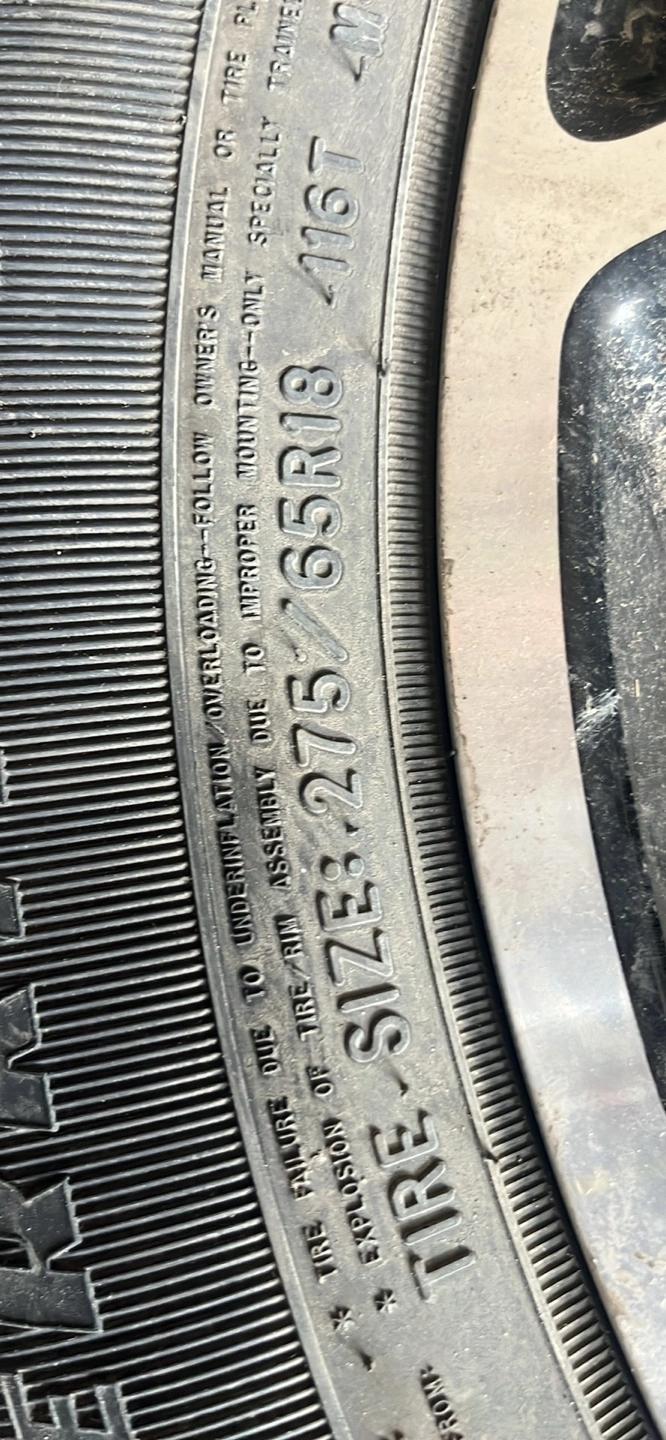 * TIRE FAILURE DUE TO UNDERINFLATION/OVERLOADING--FOLLOW OWNER'S MANUAL OR TIRE
* EXPLOSION OF TIRE/RIM ASSEMBLY DUE TO IMPROPER MOUNTING--ONLY SPECIALLY
TIRE SIZE: 275/65R18 116T